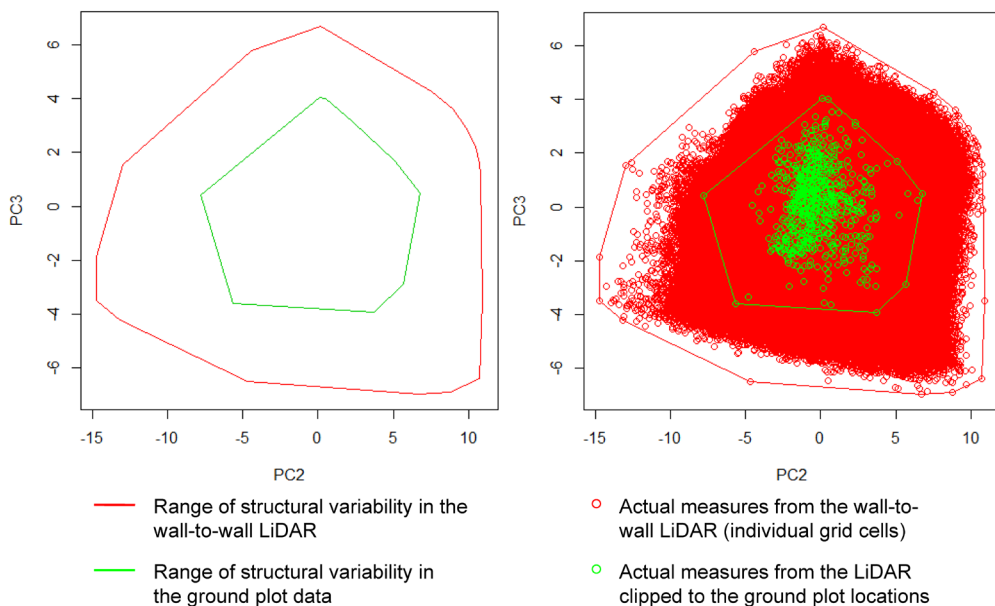 6
4
2
0
-2
-4
-6
PC3
-15
-10
-5
0
5
10
PC2
6
4
2
0
-2
-4
-6
PC3
-15
-10
-5
0
5
10
PC2
Range of structural variability in the
wall-to-wall LiDAR
Range of structural variability in
the ground plot data
Actual measures from the wall-to-
wall LiDAR (individual grid cells)
Actual measures from the LiDAR
clipped to the ground plot locations